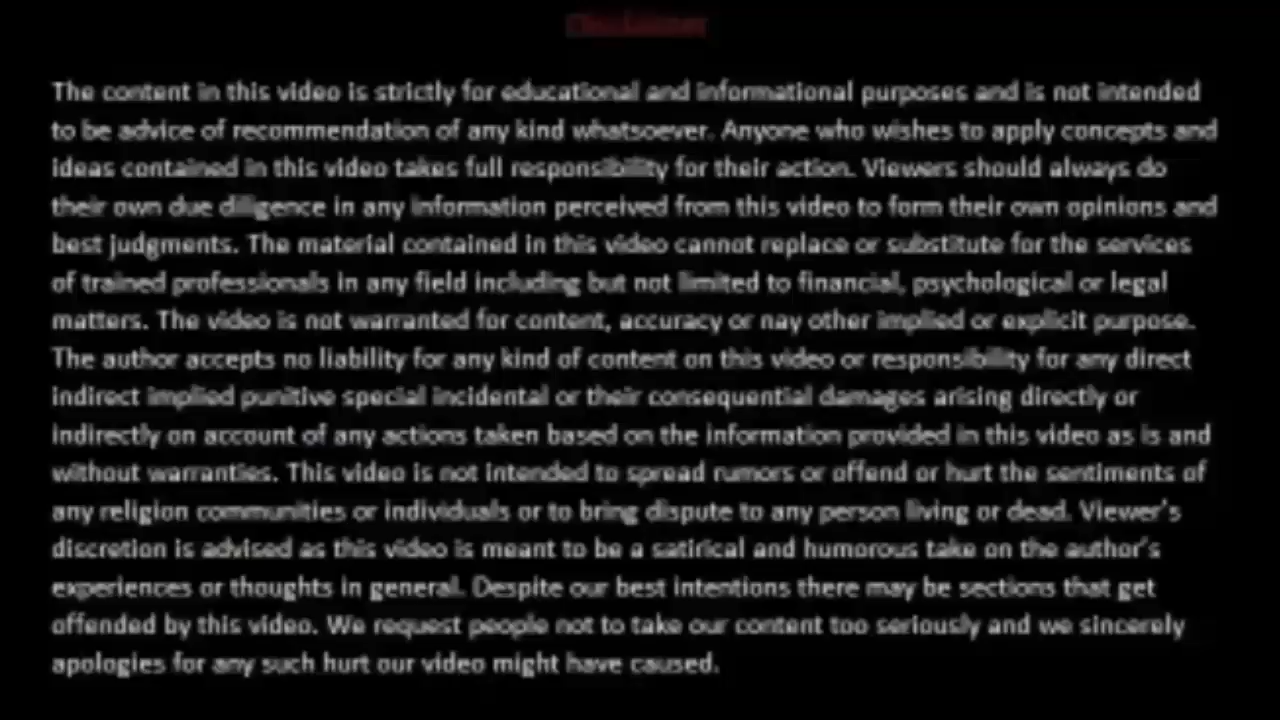 Disclaimer
The content in this video is strictly for educational and informational purposes and is not intended
to be advice of recommendation of any kind whatsoever. Anyone who wishes to apply concepts and
ideas contained in this video takes full responsibility for their action. Viewers should always do
their own due diligence in any information perceived from this video to form their own opinions and
best judgments. The material contained in this video cannot replace or substitute for the services
of trained professionals in any field including but not limited to financial, psychological or legal
matters. The video is not warranted for content, accuracy or nay other implied or explicit purpose.
The author accepts no liability for any kind of content on this video or responsibility for any direct
indirect implied punitive special incidental or their consequential damages arising directly or
indirectly on account of any actions taken based on the information provided in this video as is and
without warranties. This video is not intended to spread rumors or offend or hurt the sentiments of
any religion communities or individuals or to bring dispute to any person living or dead. Viewer's
discretion is advised as this video is meant to be a satirical and humorous take on the author's
experiences or thoughts in general. Despite our best intentions there may be sections that get
offended by this video. We request people not to take our content too seriously and we sincerely
apologies for any such hurt our video might have caused.